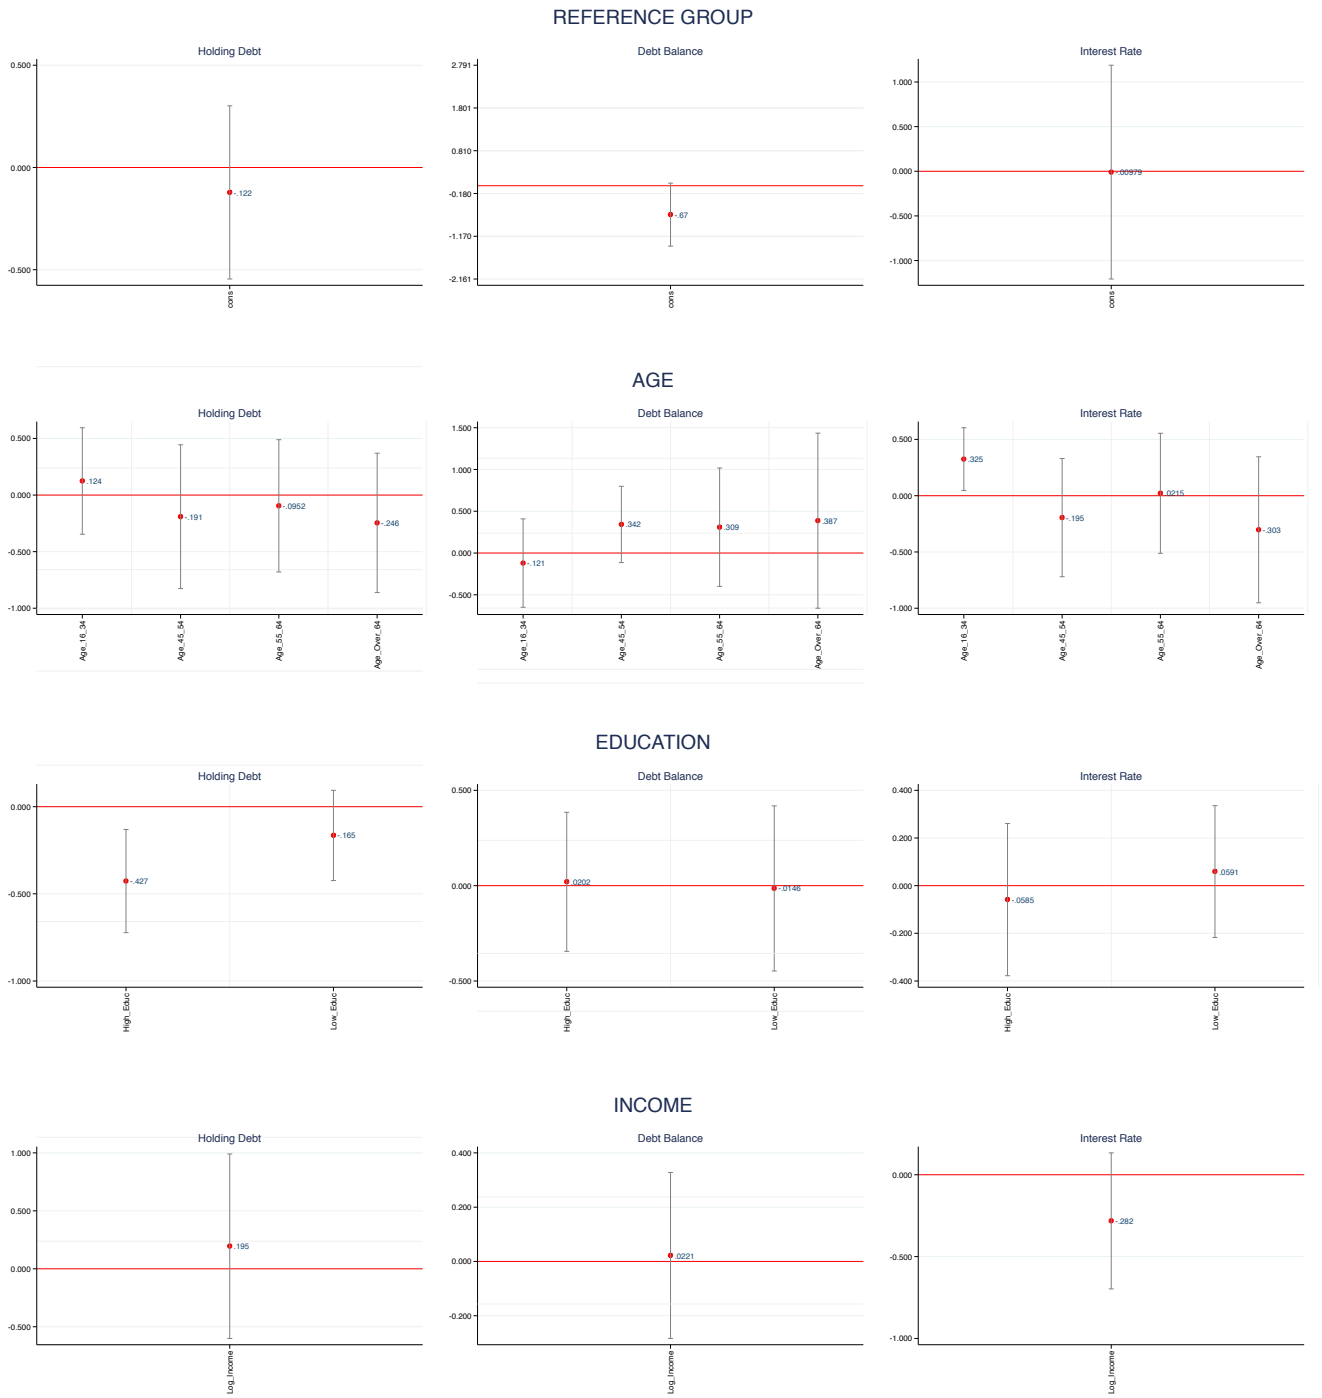 REFERENCE GROUP
Holding Debt
0.500
0.000
-0.500
-.122
cons
Debt Balance
2.791
1.801
0.810
-0.180
-1.170
-2.161
-.67
cons
Interest Rate
1.000
0.500
0.000
-0.500
-1.000
-.00979
cons
AGE
Holding Debt
0.500
0.000
-0.500
-1.000
.124
-.191
-.0952
-.246
Age_16_34
Age_45_54
Age_55_64
Age_Over_64
Debt Balance
1.500
1.000
0.500
0.000
-0.500
-.121
.342
.309
.387
Age_16_34
Age_45_54
Age_55_64
Age_Over_64
Interest Rate
0.500
0.000
-0.500
-1.000
.325
-.195
.0215
-.303
Age_16_34
Age_45_54
Age_55_64
Age_Over_64
EDUCATION
Holding Debt
0.000
-0.500
-1.000
-.427
-.165
High_Educ
Low_Educ
Debt Balance
0.500
0.000
-0.500
.0202
-.0146
High_Educ
Low_Educ
Interest Rate
0.400
0.200
0.000
-0.200
-0.400
-.0585
.0591
High_Educ
Low_Educ
INCOME
Holding Debt
1.000
0.500
0.000
-0.500
.195
Log_Income
Debt Balance
0.400
0.200
0.000
-0.200
.0221
Log_Income
Interest Rate
0.000
-0.500
-1.000
-.282
Log_Income